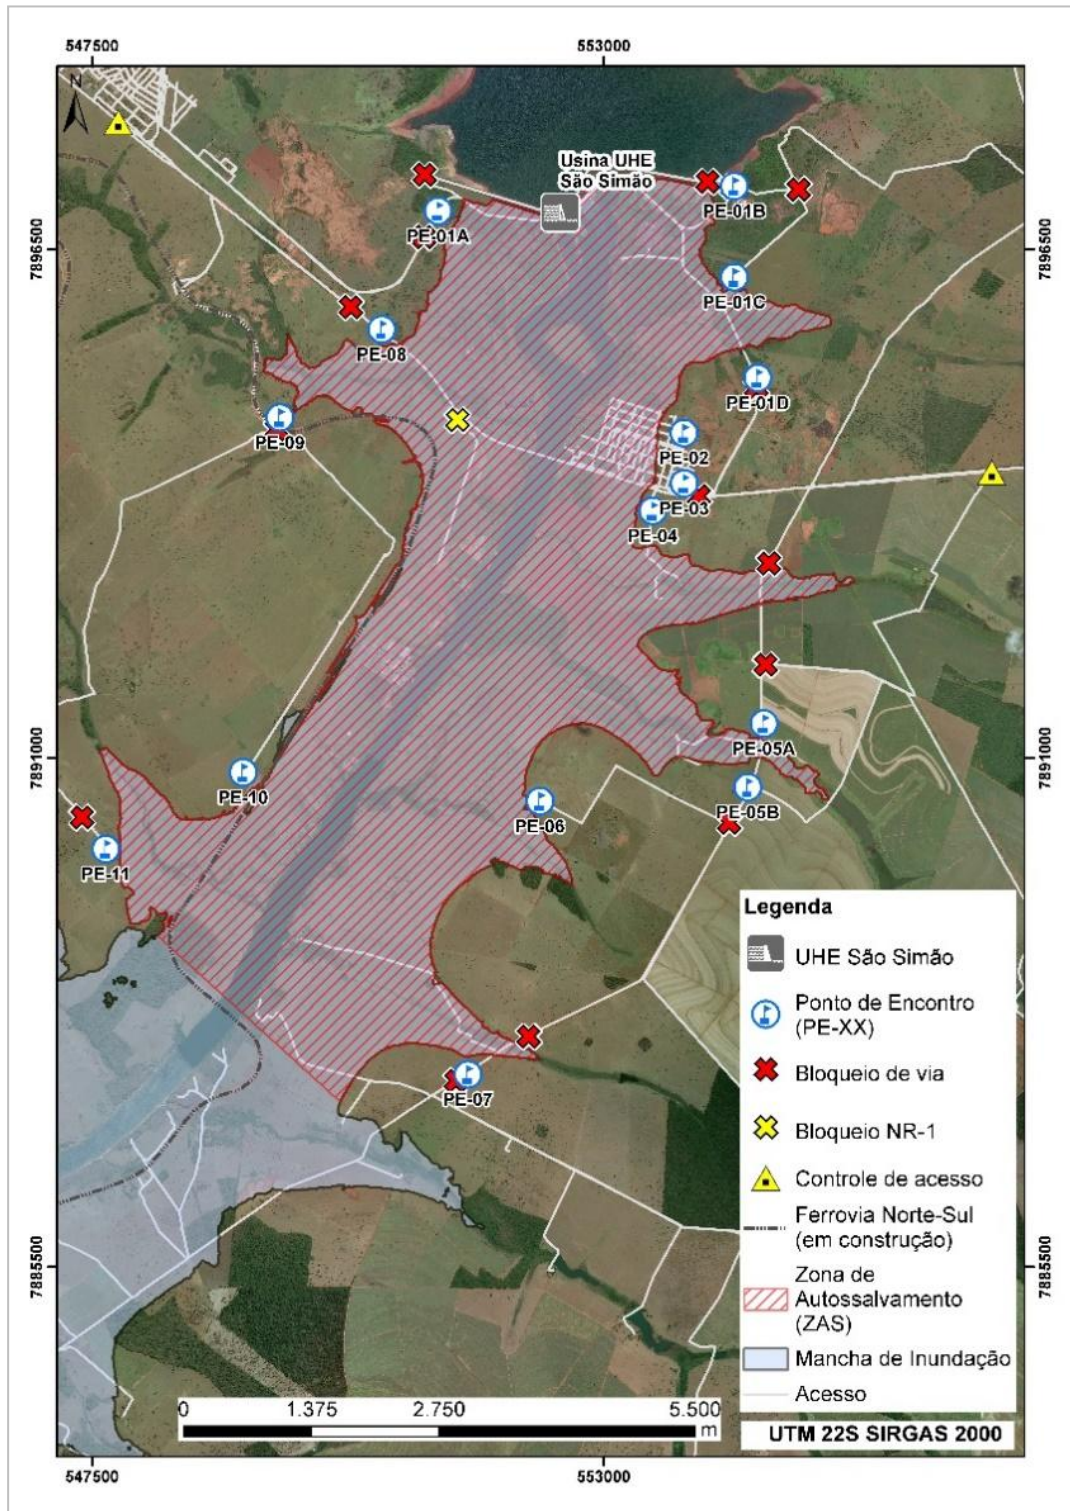 547500
553000
N
Usina UHE
São Simão
PE-01B
PE-01A
7896500
7896500
PE-01C
PE-08
PE-01D
PE-02
PE-09
PE-03
PE-04
PE-05A
7891000
7891000
PE-10
PE-05B
PE-06
PE-11
PE-07
Legenda
UHE São Simão
Ponto de Encontro
(PE-XX)
Bloqueio de via
Bloqueio NR-1
Controle de acesso
Ferrovia Norte-Sul
(em construção)
Zona de
Autossalvamento
(ZAS)
Mancha de Inundação
Acesso
7885500
7885500
0 1.375 2.750 5.500
m
UTM 22S SIRGAS 2000
547500
553000